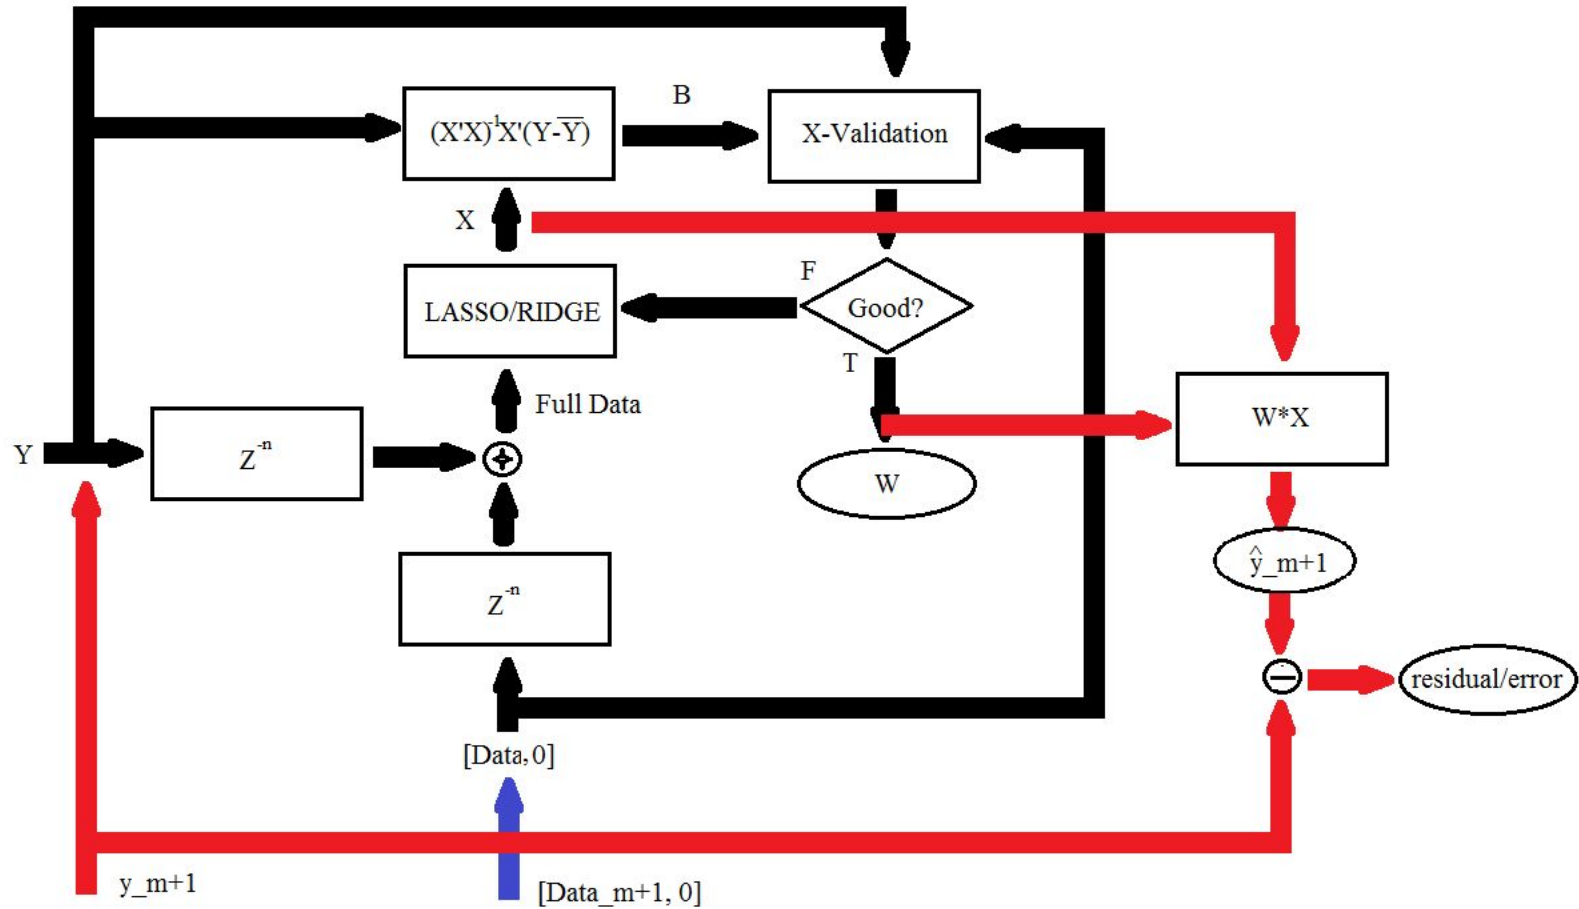 B
(X'X)⁻¹X'(Y-Y̅)
X-Validation
X
F
LASSO/RIDGE
Good?
T
Full Data
W*X
Y
Z⁻ⁿ
W
ŷ_m+1
Z⁻ⁿ
residual/error
[Data,0]
y_m+1
[Data_m+1, 0]